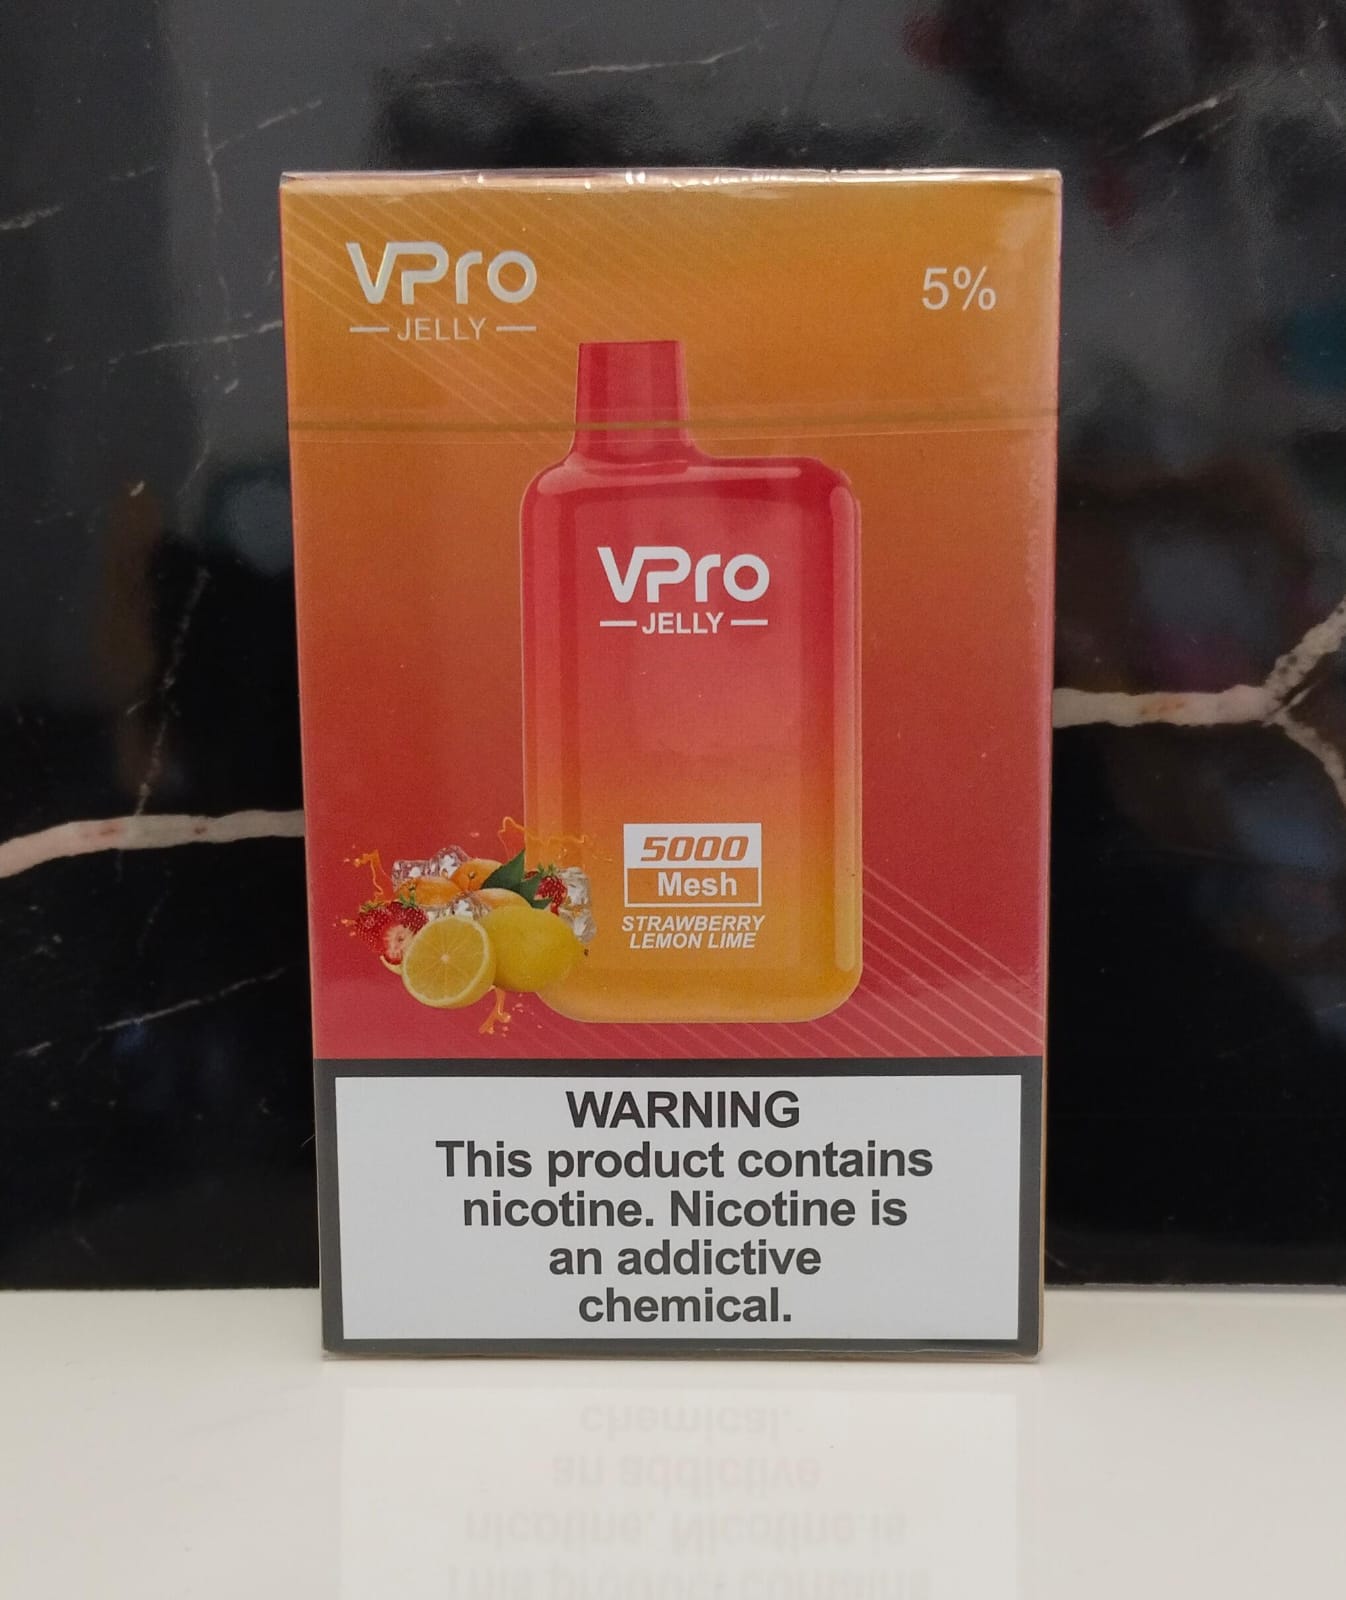 VPro
JELLY
5%
VPro
JELLY
5000
Mesh
STRAWBERRY
LEMON LIME
WARNING
This product contains
nicotine. Nicotine is
an addictive
chemical.